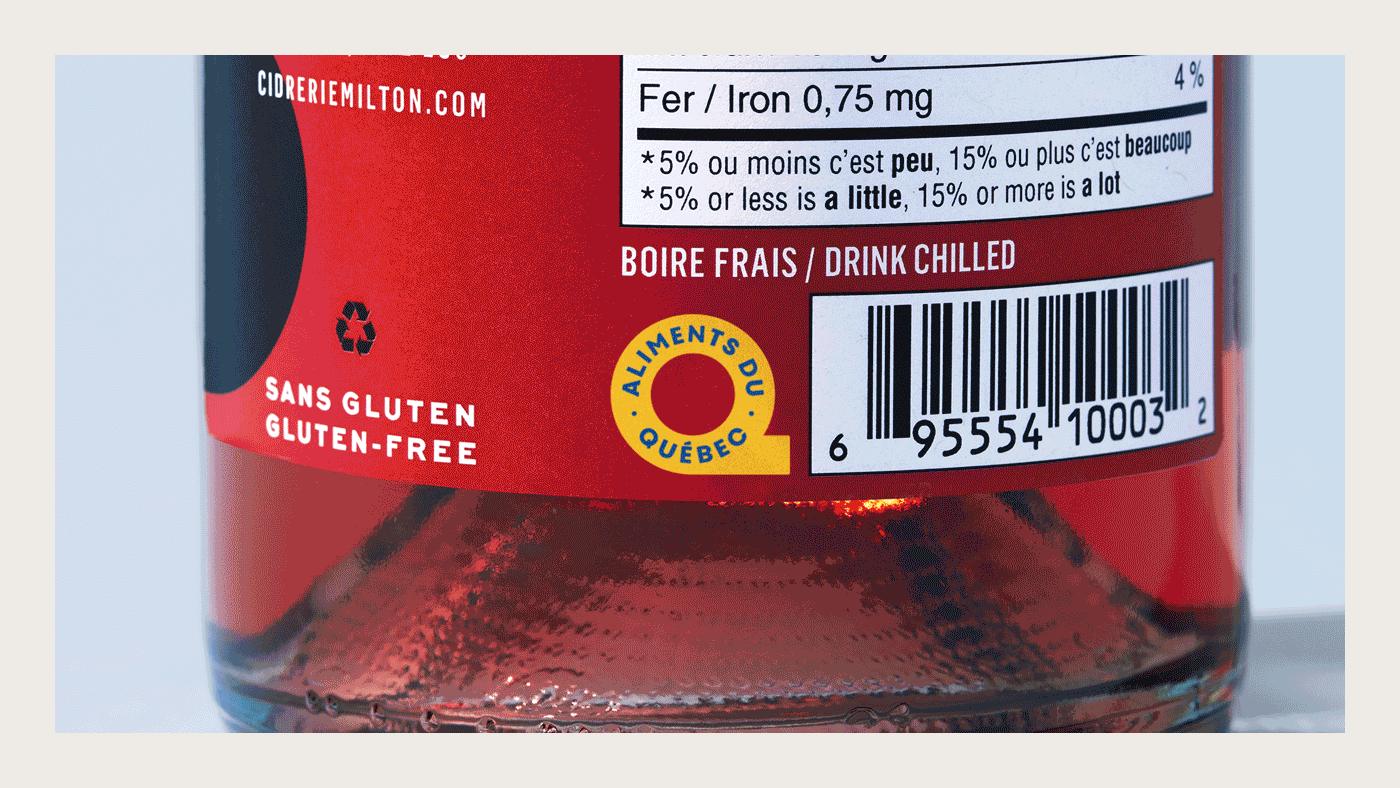 CIDRERIEMILTON.COM
SANS GLUTEN
GLUTEN-FREE
4 %
Fer / Iron 0,75 mg
*5% ou moins c'est peu, 15% ou plus c'est beaucoup
*5% or less is a little, 15% or more is a lot
BOIRE FRAIS / DRINK CHILLED
ALIMENTS DU
· QUÉBEC ·
6 95554 10003 2